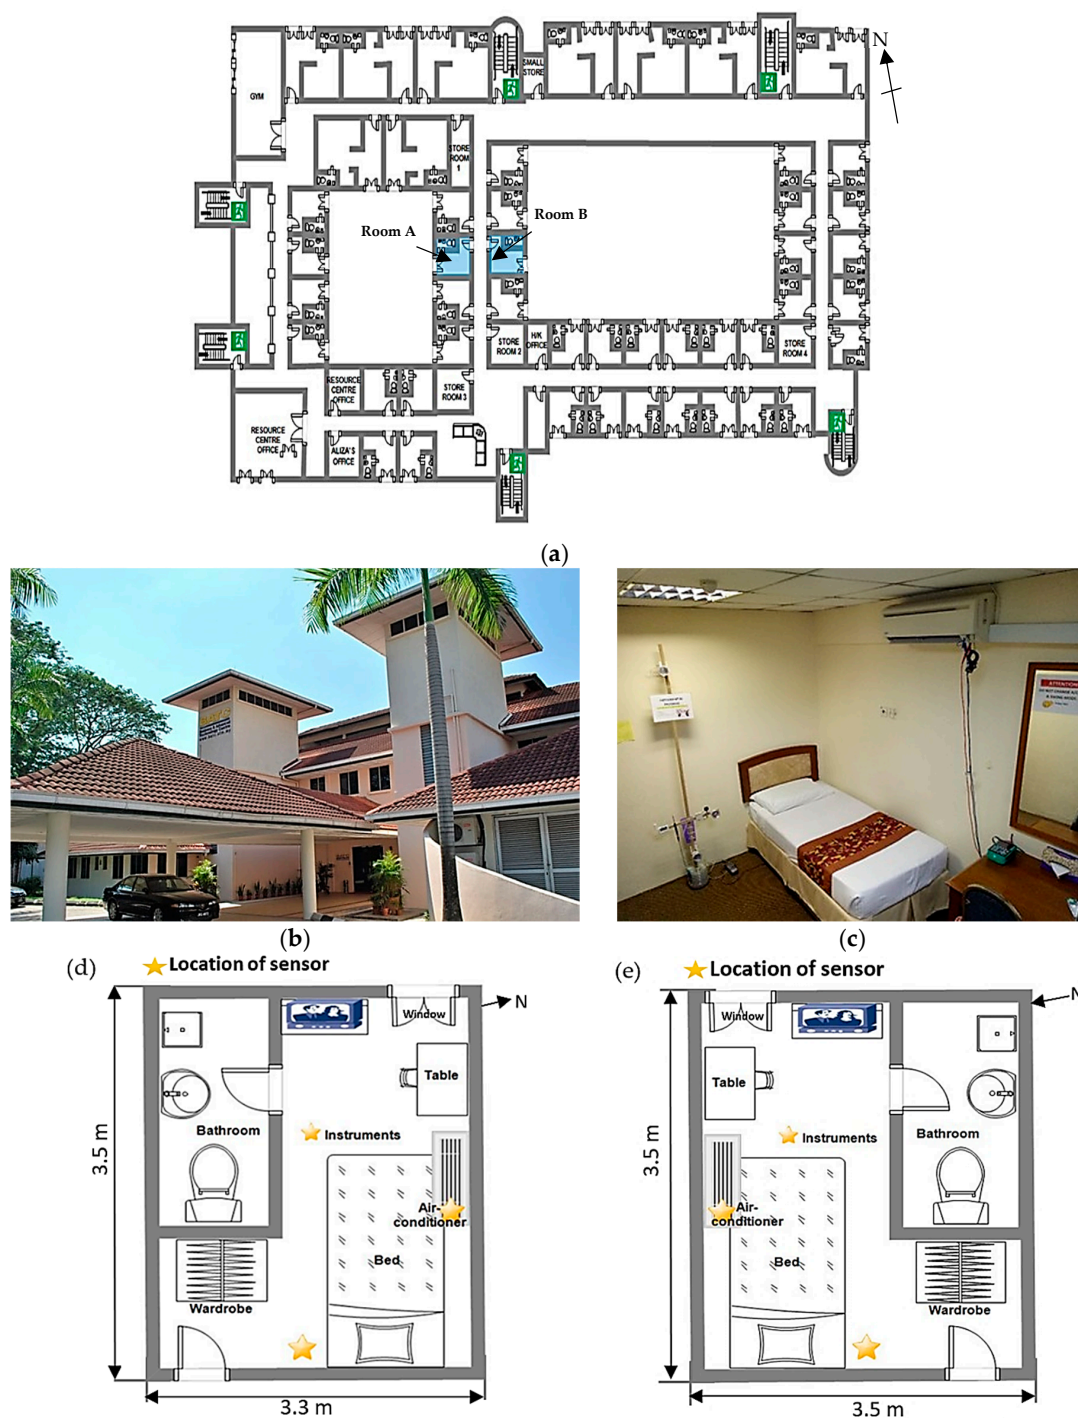 N
SMALL
STORE
GYM
STORE
ROOM
1
Room B
Room A
STORE
ROOM 2
H/K
OFFICE
STORE
ROOM 4
RESOURCE
CENTRE
OFFICE
STORE
ROOM 3
RESOURCE
CENTRE
OFFICE
ALIZA'S
OFFICE
(a)
ATTENTION
(b)
(c)
(d)
Location of sensor
N
Window
Table
Instruments
Bathroom
Air-
conditioner
Bed
Wardrobe
3.5 m
3.3 m
(e)
Location of sensor
N
Window
Table
Instruments
Bathroom
Air-
conditioner
Bed
Wardrobe
3.5 m
3.5 m